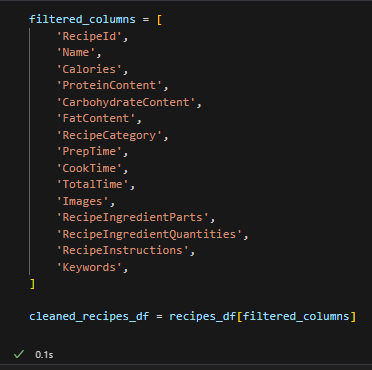 filtered_columns = [
    'RecipeId',
    'Name',
    'Calories',
    'ProteinContent',
    'CarbohydrateContent',
    'FatContent',
    'RecipeCategory',
    'PrepTime',
    'CookTime',
    'TotalTime',
    'Images',
    'RecipeIngredientParts',
    'RecipeIngredientQuantities',
    'RecipeInstructions',
    'Keywords',
]
cleaned_recipes_df = recipes_df[filtered_columns]
0.1s